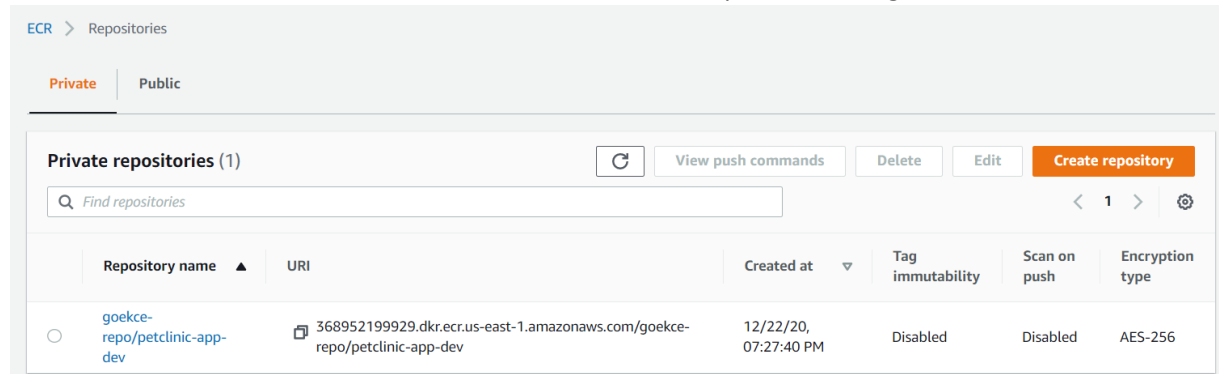 ECR > Repositories
Private Public
Private repositories (1) View push commands Delete Edit Create repository
Find repositories < 1 >
Repository name ▲ URI Created at ▽ Tag immutability Scan on push Encryption type
goekce-repo/petclinic-app-dev 368952199929.dkr.ecr.us-east-1.amazonaws.com/goekce-repo/petclinic-app-dev 12/22/20, 07:27:40 PM Disabled Disabled AES-256